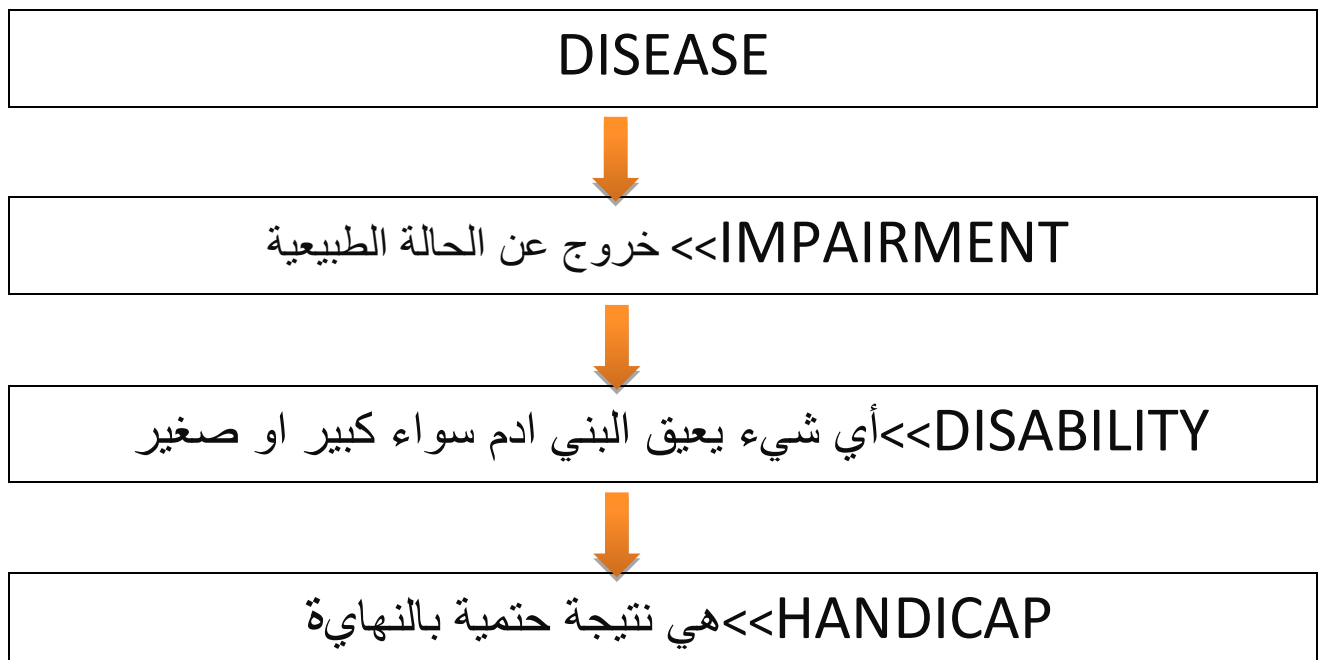 DISEASE
IMPAIRMENT>> خروج عن الحالة الطبيعية
DISABILITY>>أي شيء يعيق البني ادم سواء كبير او صغير
HANDICAP>>هي نتيجة حتمية بالنهاية